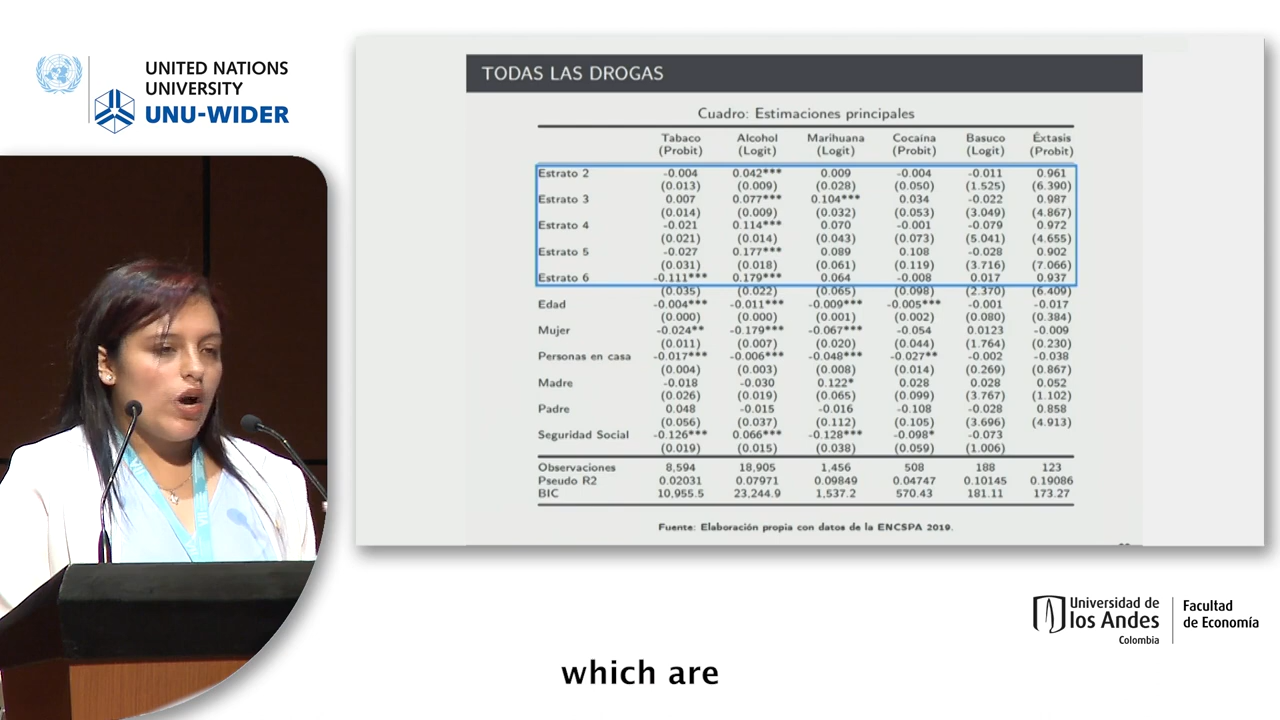 UNITED NATIONS
UNIVERSITY
UNU-WIDER
TODAS LAS DROGAS
Cuadro: Estimaciones principales
Tabaco Alcohol Marihuana Cocaína Basuco Éxtasis
(Probit) (Logit) (Logit) (Probit) (Logit) (Probit)
Estrato 2 -0.004 0.042*** 0.009 -0.004 -0.011 0.961
(0.013) (0.009) (0.028) (0.050) (1.525) (6.390)
Estrato 3 0.007 0.077*** 0.104*** 0.034 -0.022 0.987
(0.014) (0.009) (0.032) (0.053) (3.049) (4.867)
Estrato 4 -0.021 0.114*** 0.070 -0.001 -0.079 0.972
(0.021) (0.014) (0.043) (0.073) (5.041) (4.655)
Estrato 5 -0.027 0.177*** 0.089 0.108 -0.028 0.902
(0.031) (0.018) (0.061) (0.119) (3.716) (7.066)
Estrato 6 -0.111*** 0.179*** 0.064 -0.008 0.017 0.937
(0.035) (0.022) (0.065) (0.098) (2.370) (6.409)
Edad -0.004*** -0.011*** -0.009*** -0.005*** -0.001 -0.017
(0.000) (0.000) (0.001) (0.002) (0.080) (0.384)
Mujer -0.024** -0.179*** -0.067*** -0.054 0.0123 -0.009
(0.011) (0.007) (0.020) (0.044) (1.764) (0.230)
Personas en casa -0.017*** -0.006*** -0.048*** -0.027** -0.002 -0.038
(0.004) (0.003) (0.008) (0.014) (0.269) (0.867)
Madre -0.018 -0.030 0.122* 0.028 0.028 0.052
(0.026) (0.019) (0.065) (0.099) (3.767) (1.102)
Padre 0.048 -0.015 -0.016 -0.108 -0.028 0.858
(0.056) (0.037) (0.112) (0.105) (3.696) (4.913)
Seguridad Social -0.126*** 0.066*** -0.128*** -0.098* -0.073
(0.019) (0.015) (0.038) (0.059) (1.006)
Observaciones 8,594 18,905 1,456 508 188 123
Pseudo R2 0.02031 0.07971 0.09849 0.04747 0.10145 0.19086
BIC 10,955.5 23,244.9 1,537.2 570.43 181.11 173.27
Fuente: Elaboración propia con datos de la ENCSPA 2019.
Universidad de
los Andes
Colombia
Facultad
de Economía
which are